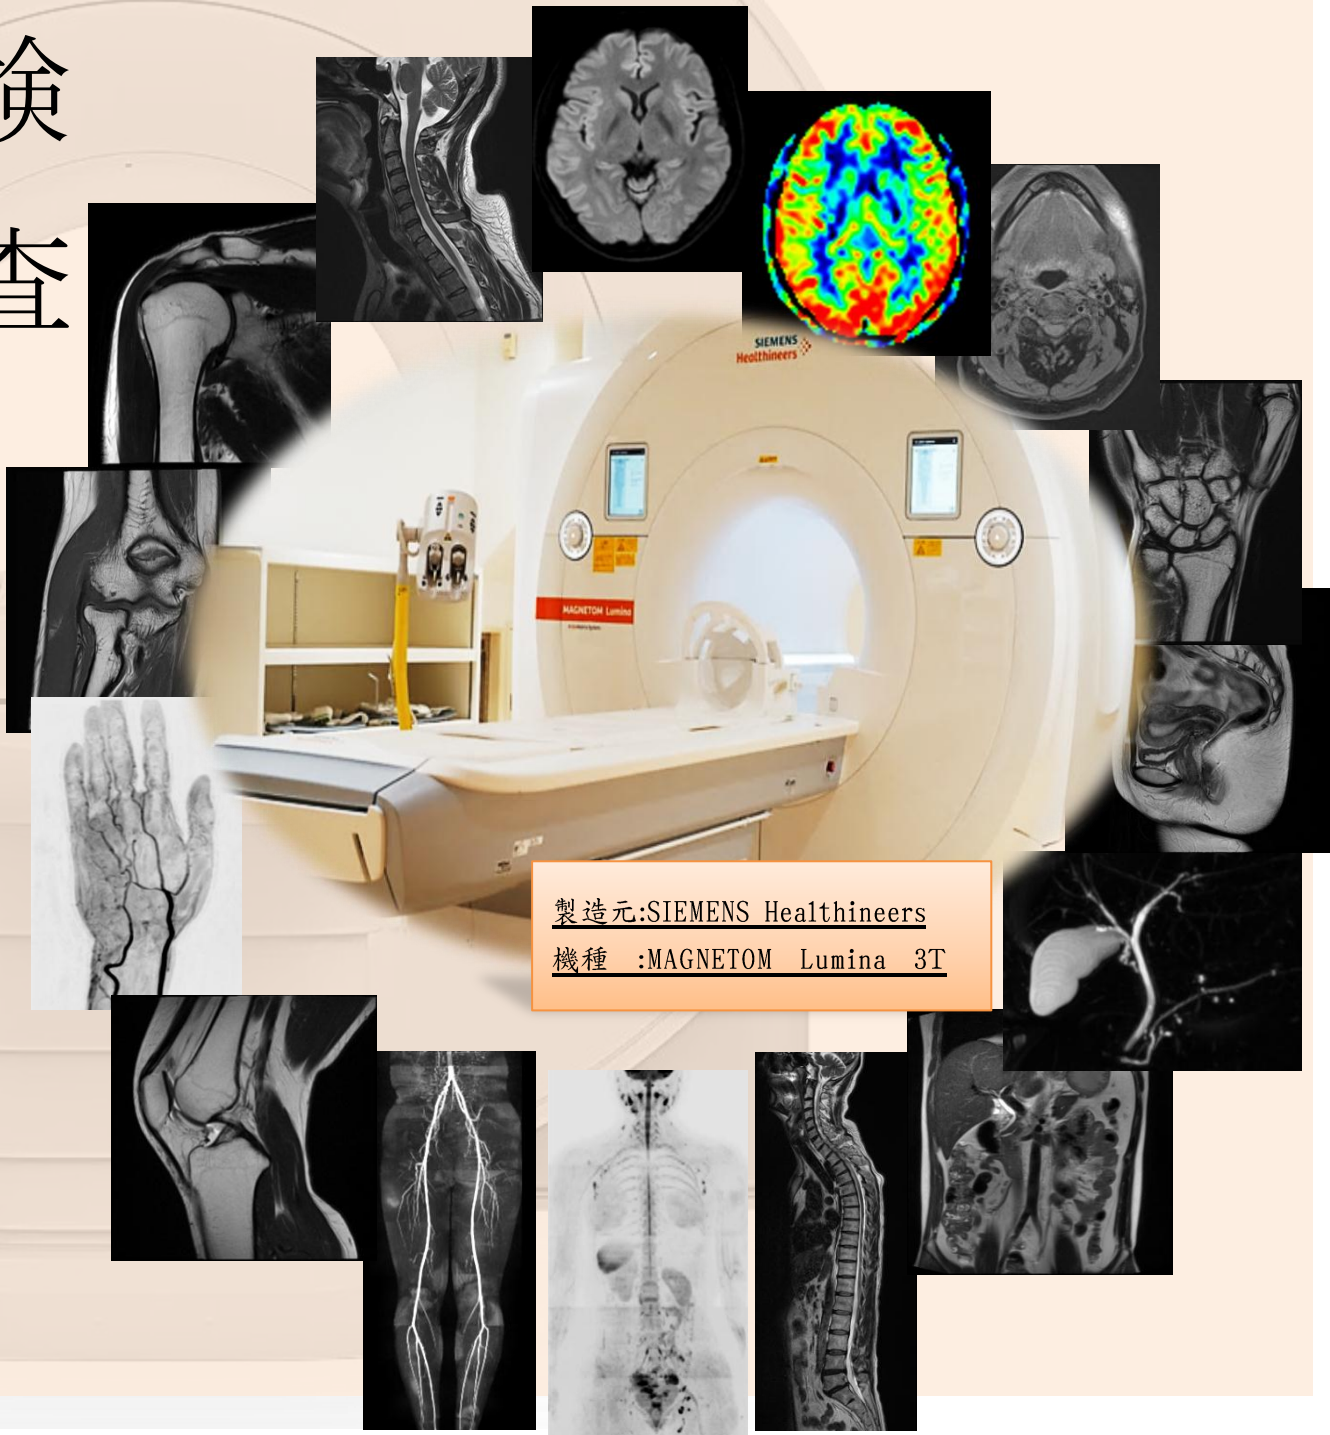 検
査
SIEMENS
Healthineers
MAGNETOM Lumina
製造元:SIEMENS Healthineers
機種　:MAGNETOM　Lumina　3T